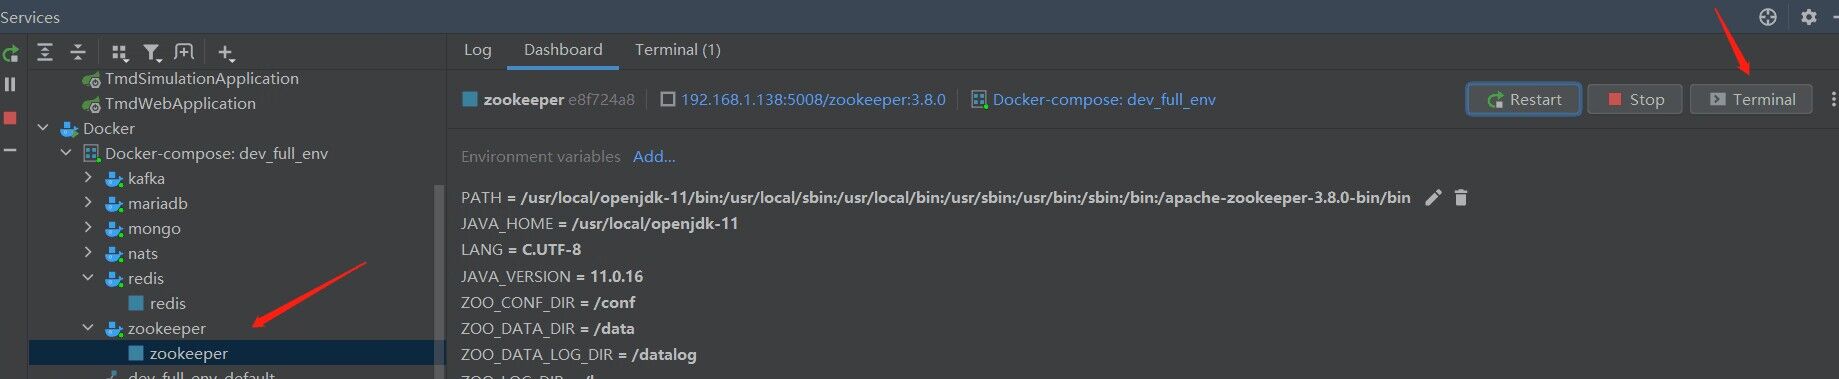 Services
TmdSimulationApplication
TmdWebApplication
Docker
Docker-compose: dev_full_env
kafka
mariadb
mongo
nats
redis
redis
zookeeper
zookeeper
dev_full_env_default
Log Dashboard Terminal (1)
zookeeper e8f724a8 192.168.1.138:5008/zookeeper:3.8.0 Docker-compose: dev_full_env Restart Stop Terminal
Environment variables Add...
PATH = /usr/local/openjdk-11/bin:/usr/local/sbin:/usr/local/bin:/usr/sbin:/usr/bin:/sbin:/bin:/apache-zookeeper-3.8.0-bin/bin
JAVA_HOME = /usr/local/openjdk-11
LANG = C.UTF-8
JAVA_VERSION = 11.0.16
ZOO_CONF_DIR = /conf
ZOO_DATA_DIR = /data
ZOO_DATA_LOG_DIR = /datalog